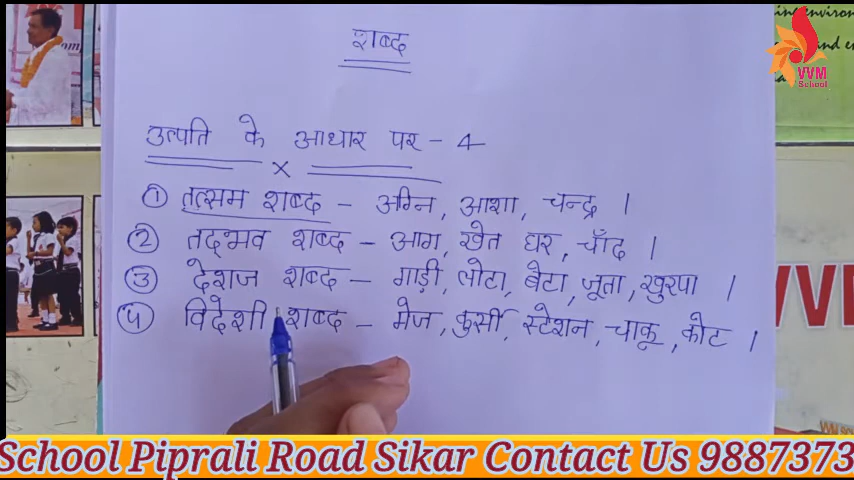 शब्द
उत्पति के आधार पर - 4
×
① तत्सम शब्द - अग्नि, आशा, चन्द्र ।
② तद्भव शब्द - आग, खेत घर, चाँद ।
③ देशज शब्द - गाड़ी, लोटा, बेटा, जूता, खुरपा ।
④ विदेशी शब्द - मेज, कुर्सी, स्टेशन, चाकू, कोट ।
VVM
School
VVM
School Piprali Road Sikar Contact Us 9887373